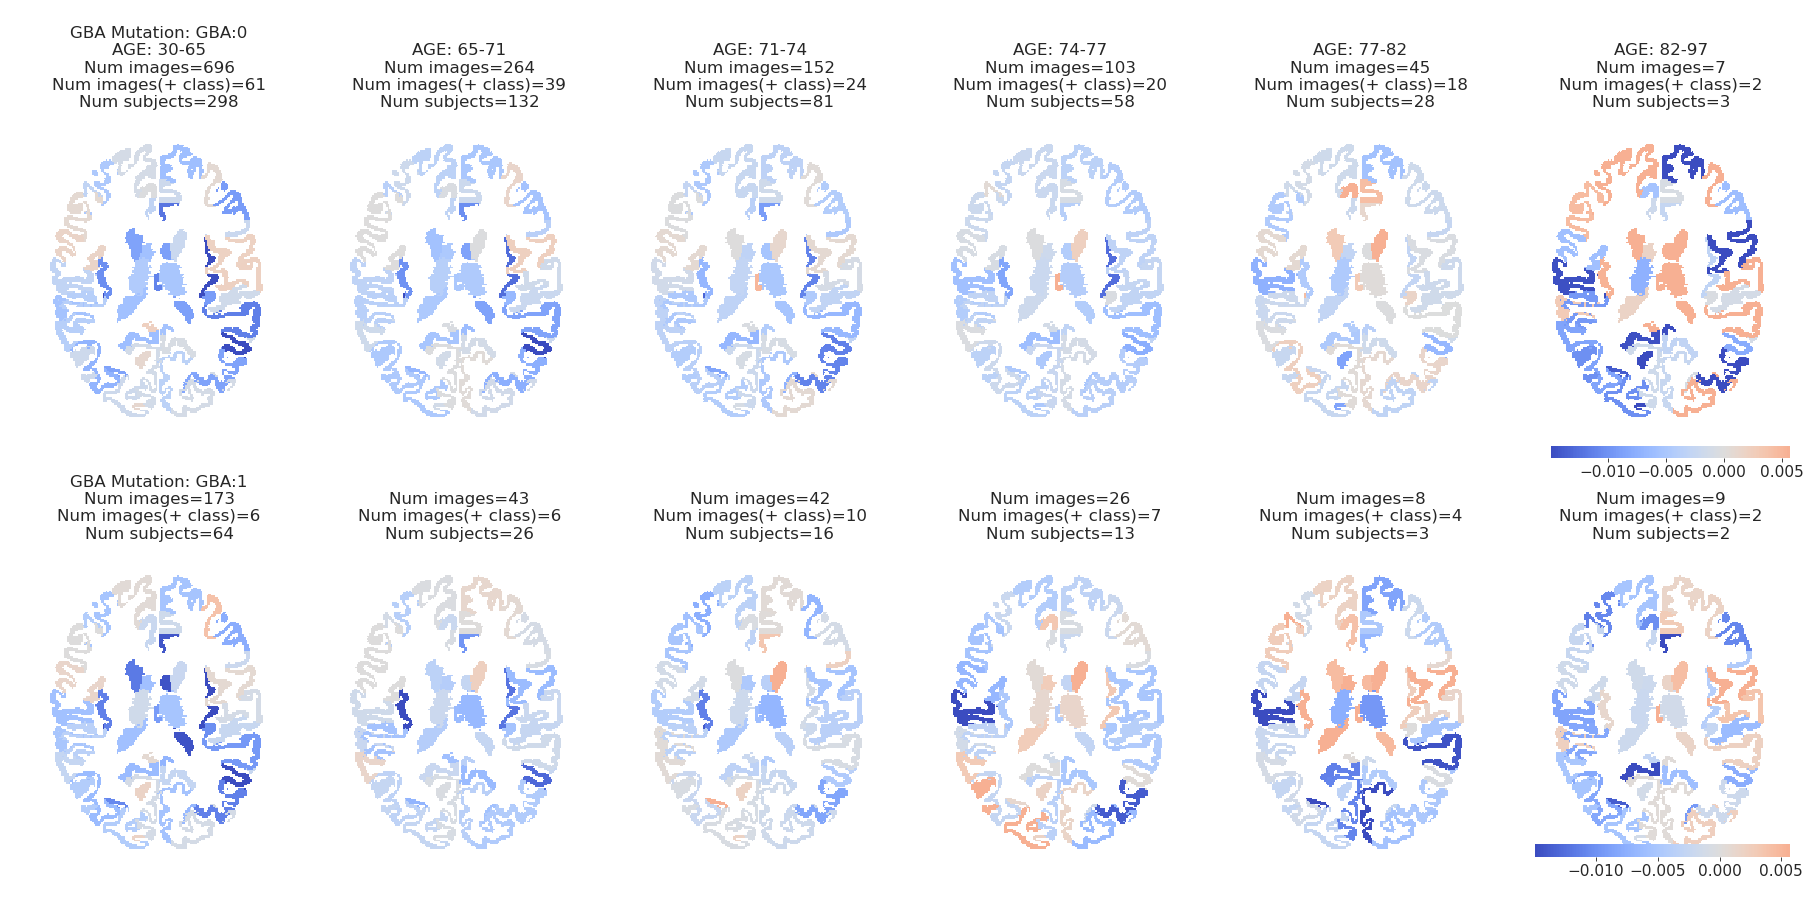 GBA Mutation: GBA:0
AGE: 30-65
Num images=696
Num images(+ class)=61
Num subjects=298
AGE: 65-71
Num images=264
Num images(+ class)=39
Num subjects=132
AGE: 71-74
Num images=152
Num images(+ class)=24
Num subjects=81
AGE: 74-77
Num images=103
Num images(+ class)=20
Num subjects=58
AGE: 77-82
Num images=45
Num images(+ class)=18
Num subjects=28
AGE: 82-97
Num images=7
Num images(+ class)=2
Num subjects=3
−0.010 −0.005 0.000 0.005
GBA Mutation: GBA:1
Num images=173
Num images(+ class)=6
Num subjects=64
Num images=43
Num images(+ class)=6
Num subjects=26
Num images=42
Num images(+ class)=10
Num subjects=16
Num images=26
Num images(+ class)=7
Num subjects=13
Num images=8
Num images(+ class)=4
Num subjects=3
Num images=9
Num images(+ class)=2
Num subjects=2
−0.010 −0.005 0.000 0.005